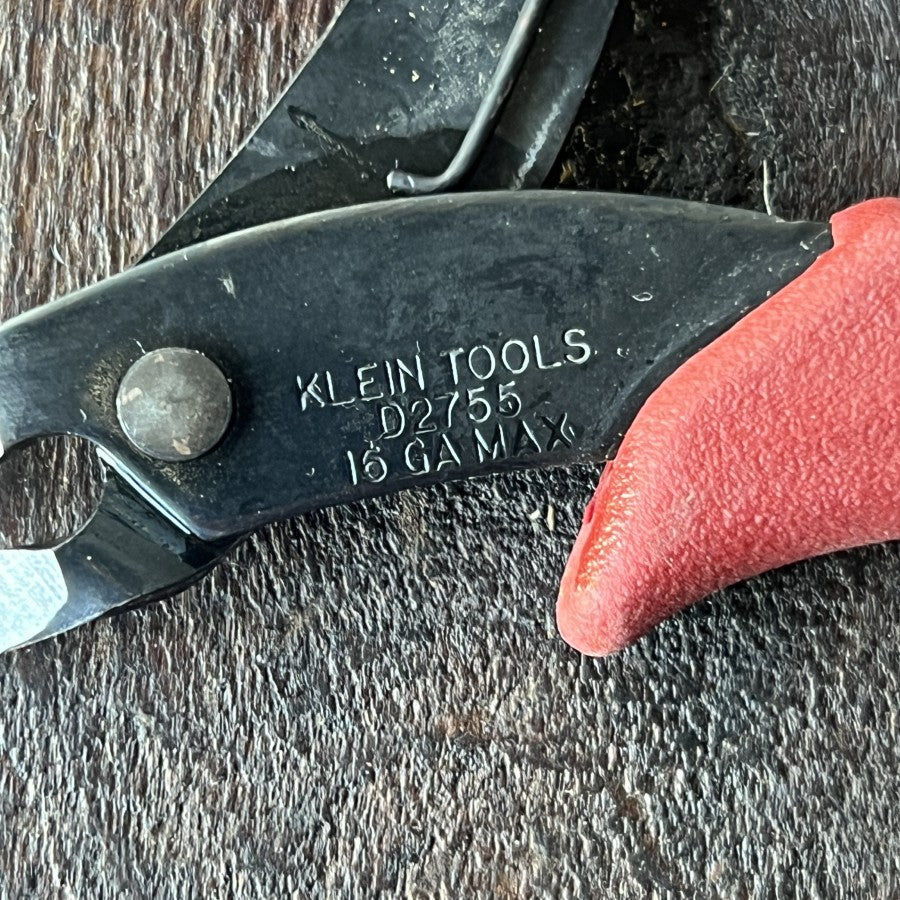 KLEIN TOOLS
D2755
16 GA MAX